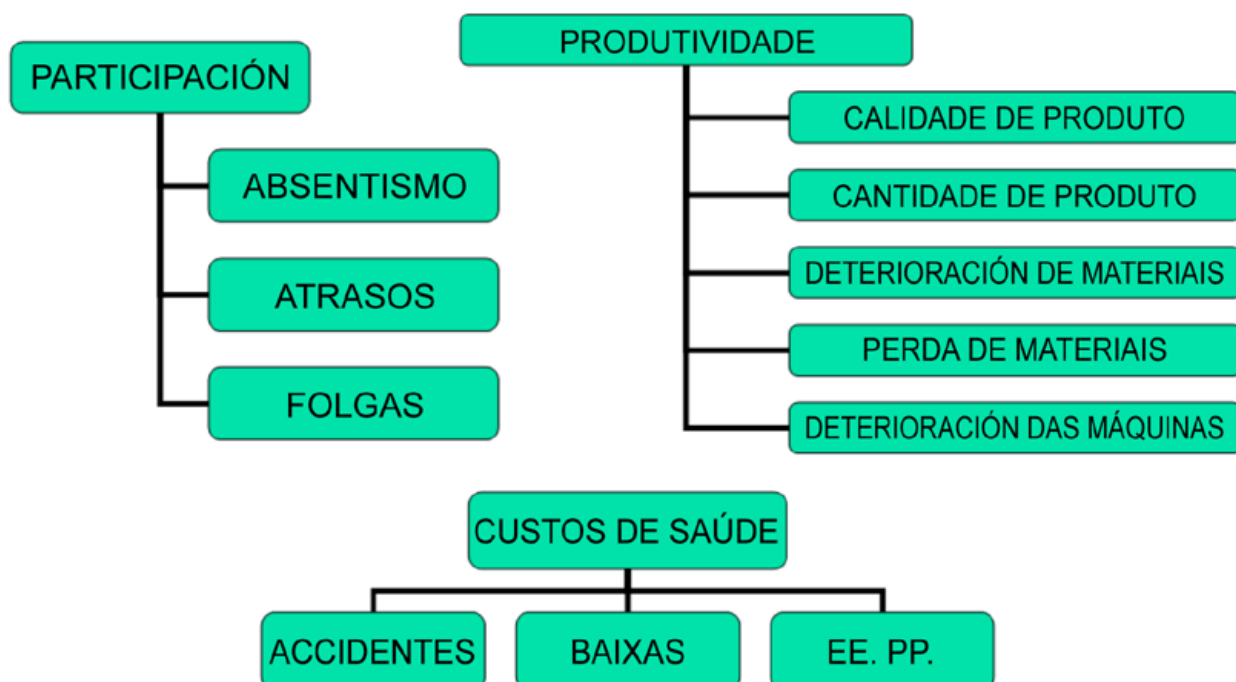 PARTICIPACIÓN
ABSENTISMO
ATRASOS
FOLGAS
PRODUTIVIDADE
CALIDADE DE PRODUTO
CANTIDADE DE PRODUTO
DETERIORACIÓN DE MATERIAIS
PERDA DE MATERIAIS
DETERIORACIÓN DAS MÁQUINAS
CUSTOS DE SAÚDE
ACCIDENTES
BAIXAS
EE. PP.